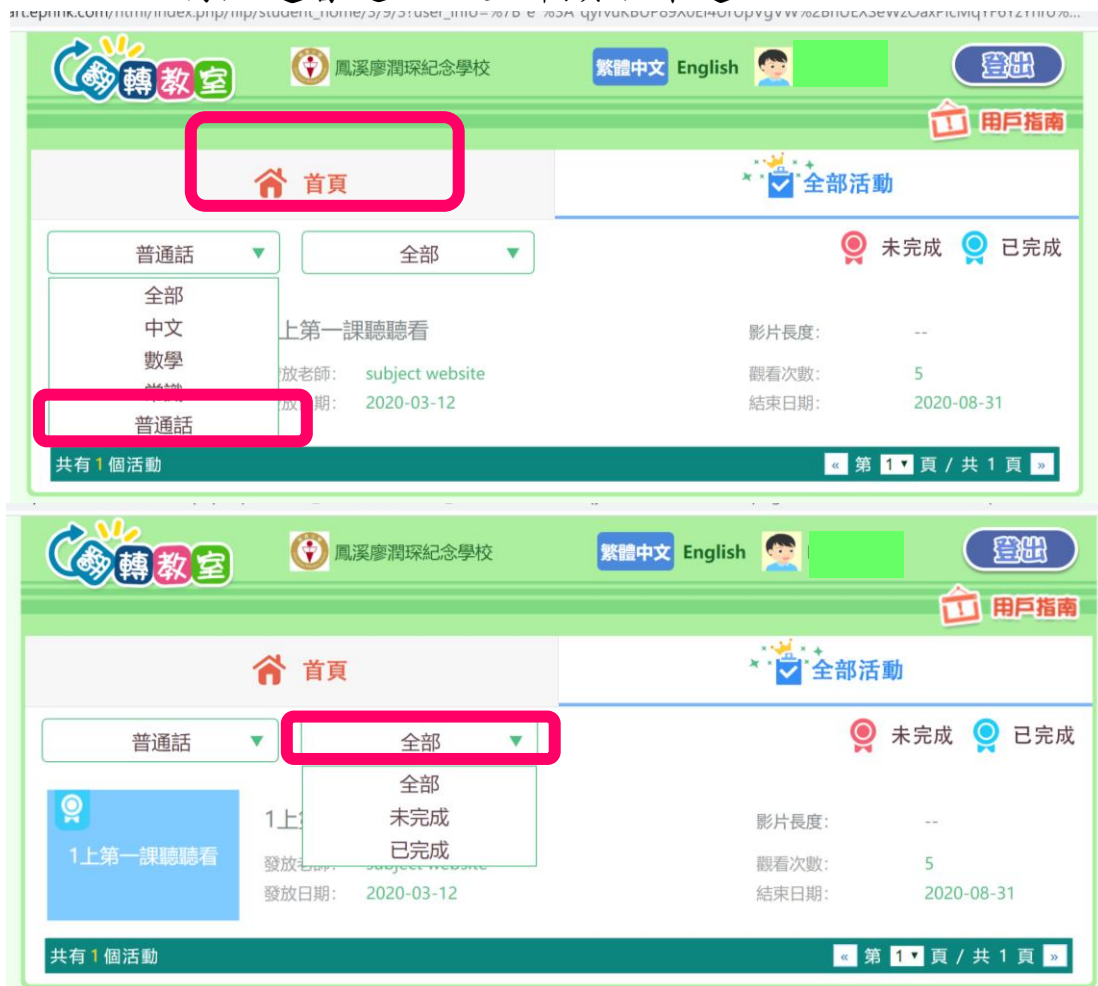 翻轉教室
鳳溪廖潤琛紀念學校
繁體中文 English
登出
用戶指南
首頁
全部活動
普通話 ▼
全部 ▼
未完成
已完成
全部
中文
數學
常識
普通話
上第一課聽聽看
放老師: subject website
期: 2020-03-12
影片長度: --
觀看次數: 5
結束日期: 2020-08-31
共有1個活動
« 第 1 ▼ 頁 / 共 1 頁 »
翻轉教室
鳳溪廖潤琛紀念學校
繁體中文 English
登出
用戶指南
首頁
全部活動
普通話 ▼
全部 ▼
未完成
已完成
全部
未完成
已完成
1上第一課聽聽看
1上
發放老師: subject website
發放日期: 2020-03-12
影片長度: --
觀看次數: 5
結束日期: 2020-08-31
共有1個活動
« 第 1 ▼ 頁 / 共 1 頁 »